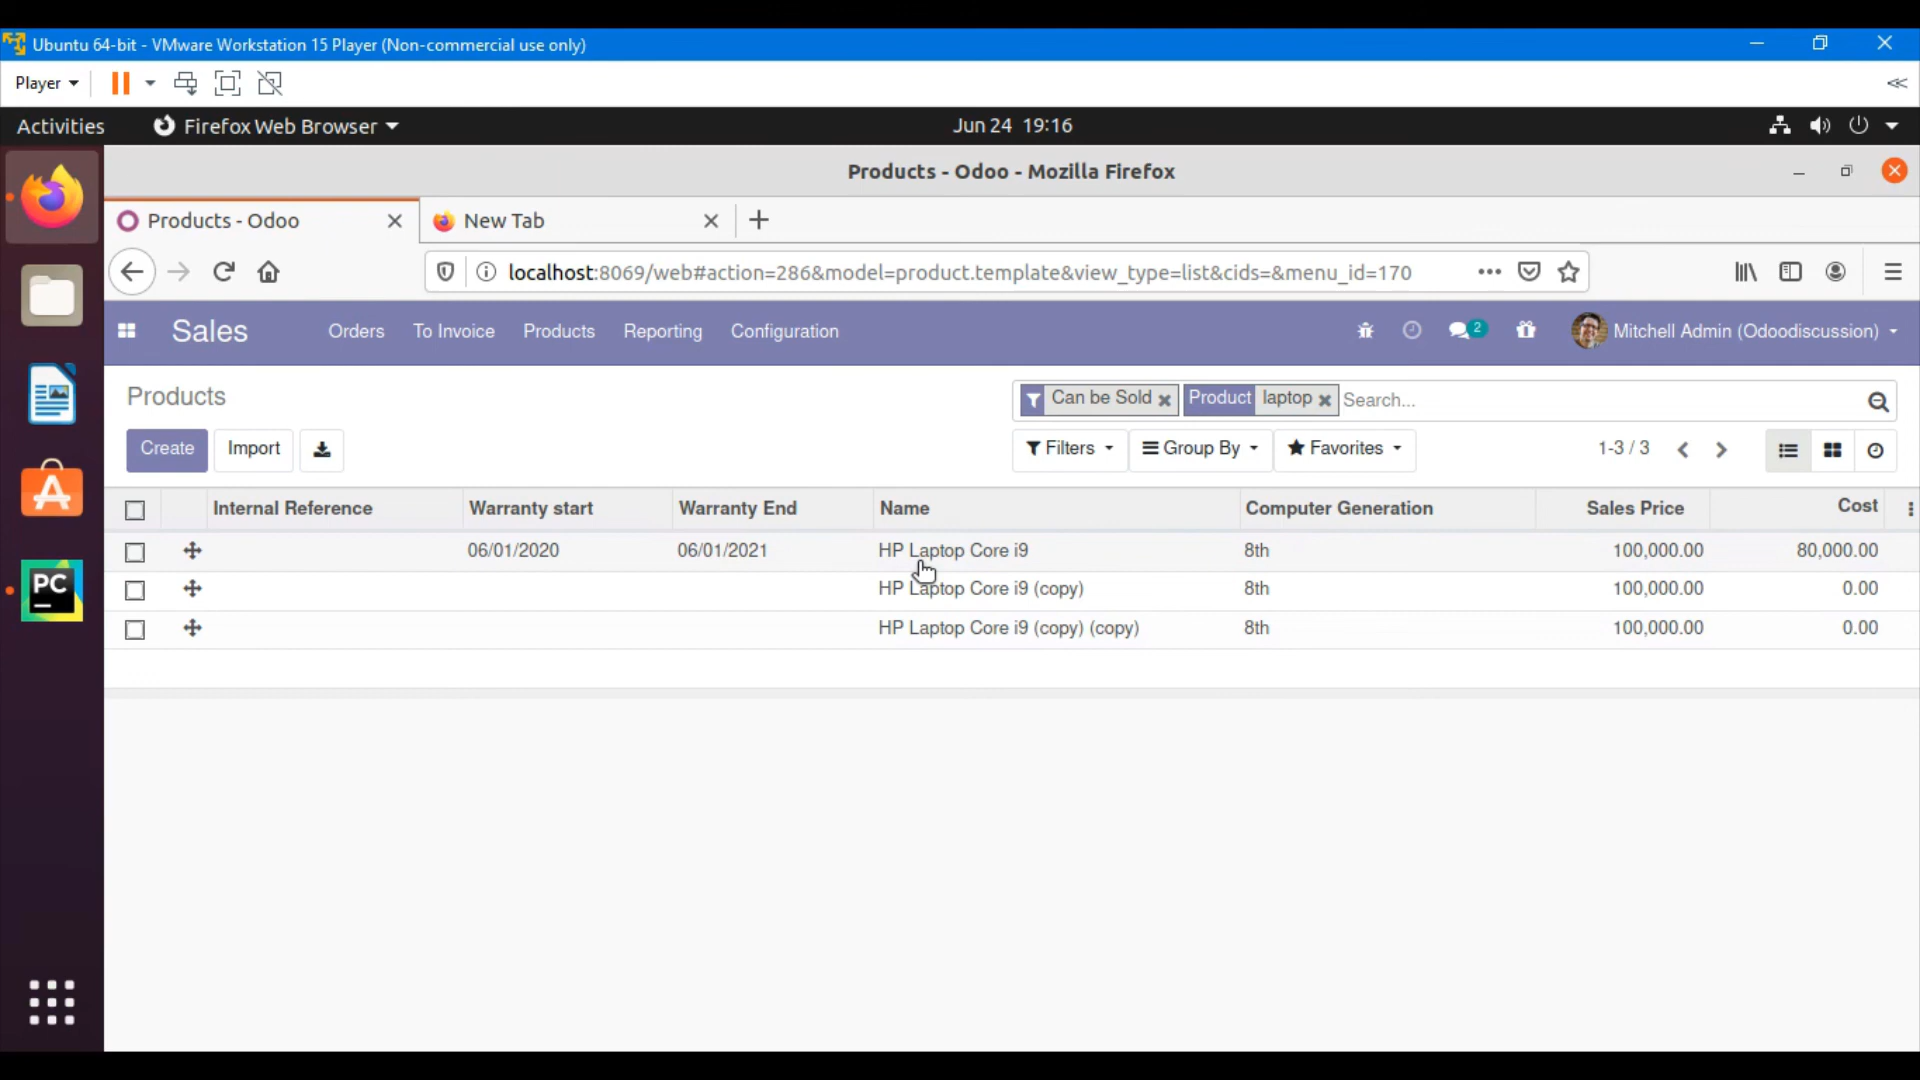 Ubuntu 64-bit - VMware Workstation 15 Player (Non-commercial use only)
Player
Activities
Firefox Web Browser
Jun 24 19:16
Products - Odoo - Mozilla Firefox
Products - Odoo
New Tab
localhost:8069/web#action=286&model=product.template&view_type=list&cids=&menu_id=170
Sales
Orders
To Invoice
Products
Reporting
Configuration
2
Mitchell Admin (Odoodiscussion)
Products
Can be Sold
Product
laptop
Search...
Create
Import
Filters
Group By
Favorites
1-3 / 3
Internal Reference Warranty start Warranty End Name Computer Generation Sales Price Cost
06/01/2020 06/01/2021 HP Laptop Core i9 8th 100,000.00 80,000.00
HP Laptop Core i9 (copy) 8th 100,000.00 0.00
HP Laptop Core i9 (copy) (copy) 8th 100,000.00 0.00
PC